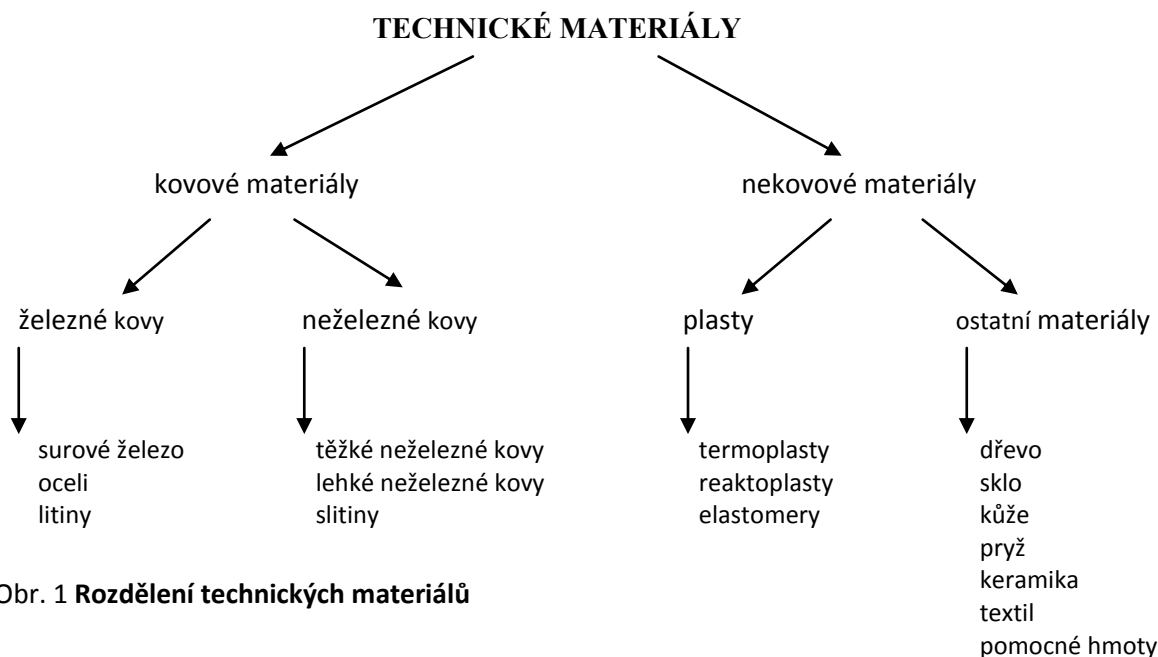 TECHNICKÉ MATERIÁLY
kovové materiály
nekovové materiály
železné kovy
neželezné kovy
plasty
ostatní materiály
surové železo
oceli
litiny
těžké neželezné kovy
lehké neželezné kovy
slitiny
termoplasty
reaktoplasty
elastomery
dřevo
sklo
kůže
pryž
keramika
textil
pomocné hmoty
Obr. 1 Rozdělení technických materiálů